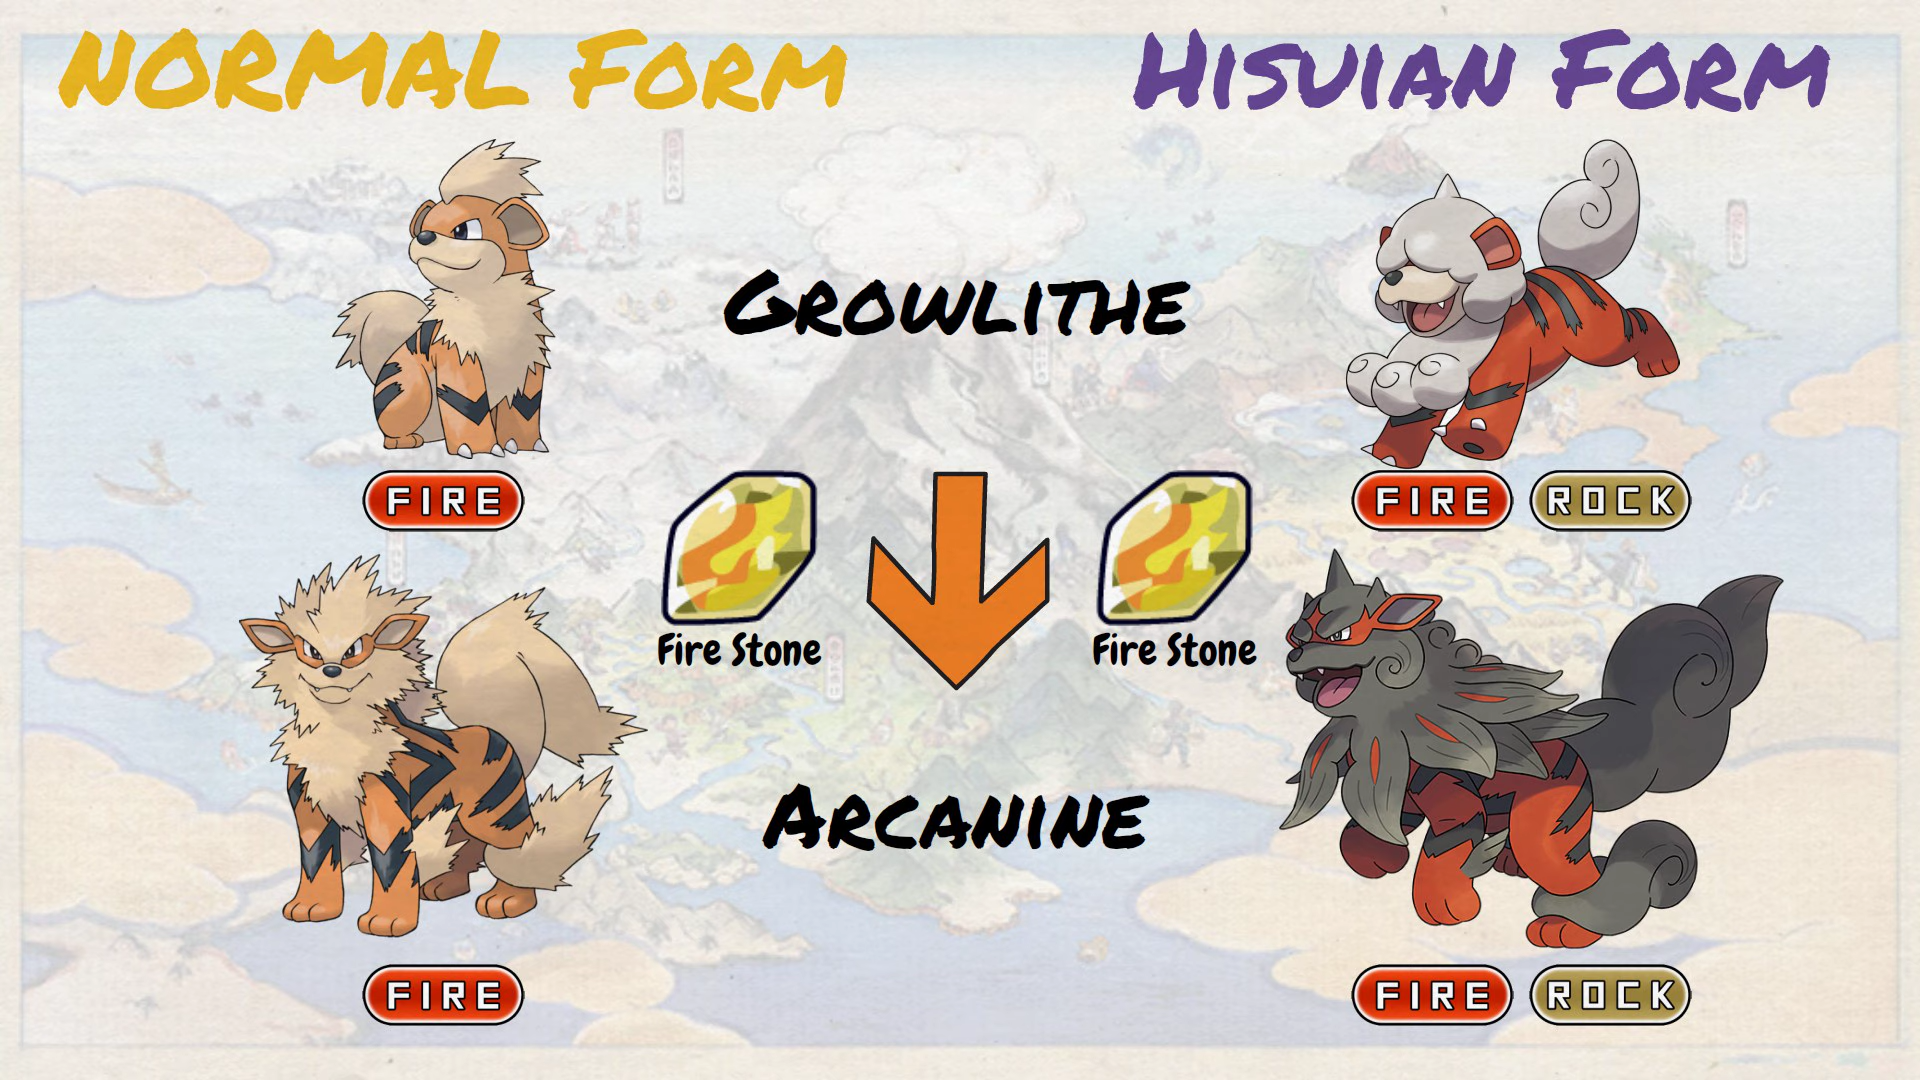 NORMAL FORM
HISUIAN FORM
GROWLITHE
FIRE
FIRE ROCK
Fire Stone
Fire Stone
ARCANINE
FIRE
FIRE ROCK